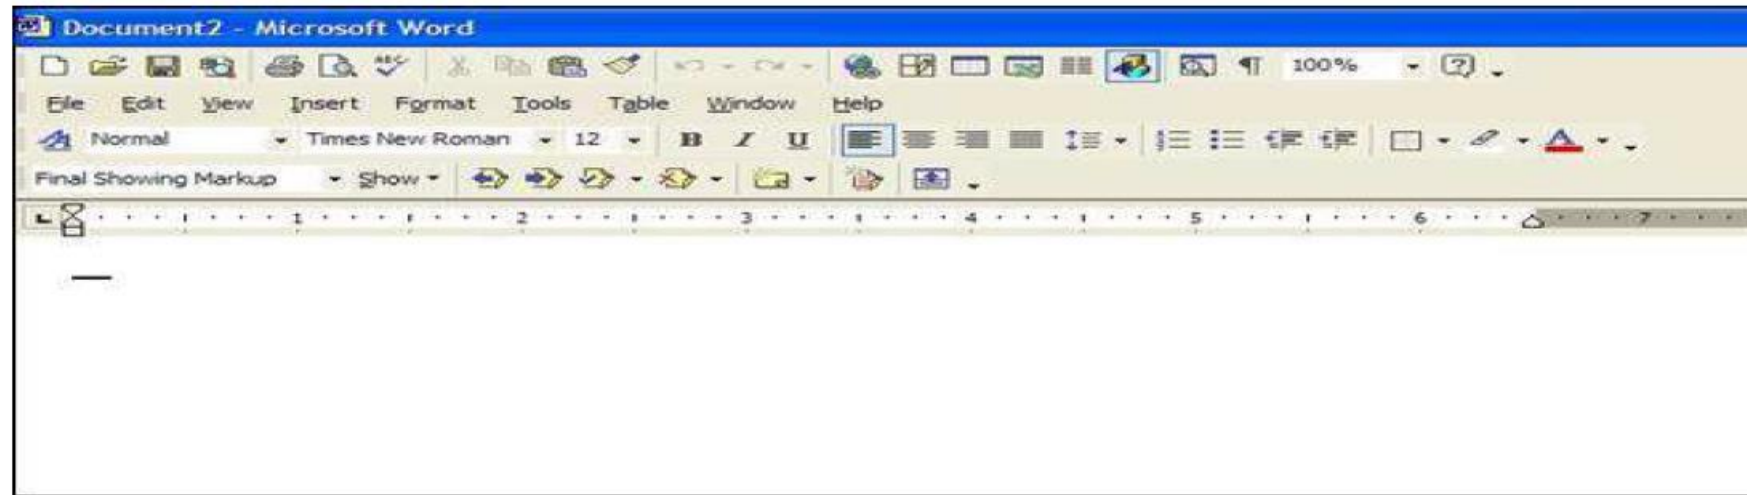 Document2 - Microsoft Word
ABC 100%
File Edit View Insert Format Tools Table Window Help
Normal Times New Roman 12 B I U
Final Showing Markup Show
1 2 3 4 5 6 7